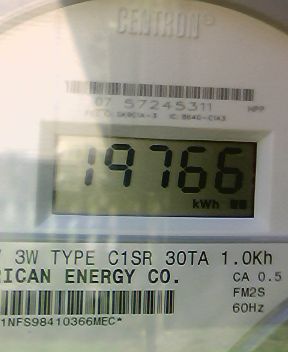 CENTRON®
07 57245311
19766
kWh
3W TYPE C1SR 30TA 1.0Kh
RICAN ENERGY CO.
CA 0.5
FM2S
60Hz
1NFS98410366MEC*